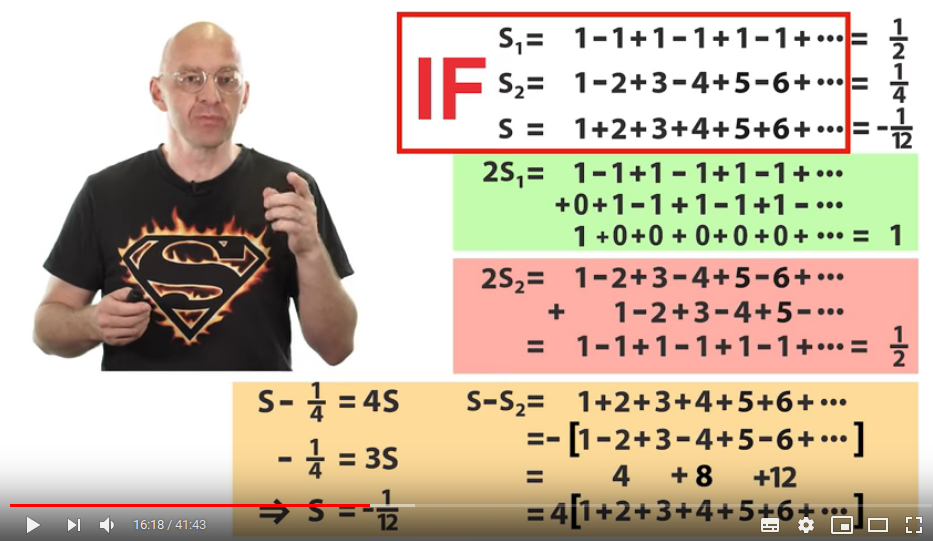 IF
S₁ = 1 − 1 + 1 − 1 + 1 − 1 + ··· = 1/2
S₂ = 1 − 2 + 3 − 4 + 5 − 6 + ··· = 1/4
S = 1+2+3+4+5+6+ ··· = -1/12
2S₁ = 1 − 1 + 1 − 1 + 1 − 1 + ···
+0+1−1+1−1+1− ···
1 +0+0+0+0+0+ ··· = 1
2S₂ = 1−2+3−4+5−6+ ···
+ 1−2+3−4+5− ···
= 1−1+1−1+1−1+ ··· = 1/2
S − 1/4 = 4S
− 1/4 = 3S
⇒ S = -1/12
S−S₂ = 1+2+3+4+5+6+ ···
=−[1−2+3−4+5−6+ ···]
= 4 +8 +12
=4[1+2+3+4+5+6+ ···]
S
16:18 / 41:43